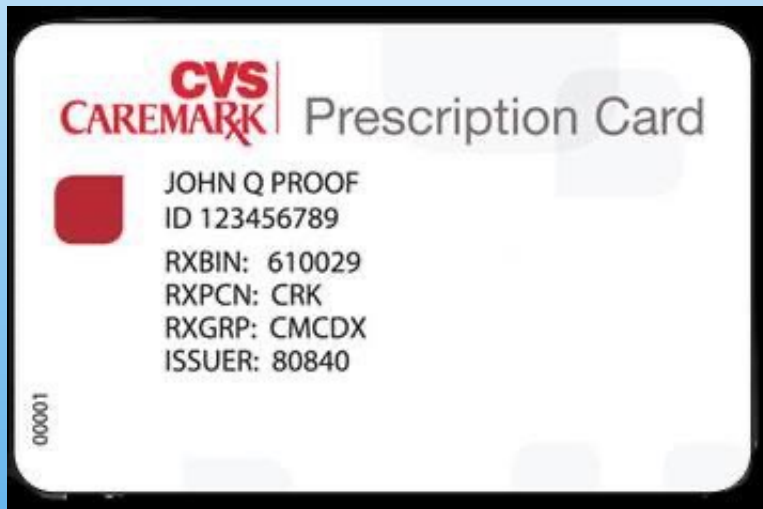 CVS
CAREMARK
Prescription Card
JOHN Q PROOF
ID 123456789
RXBIN: 610029
RXPCN: CRK
RXGRP: CMCDX
ISSUER: 80840
00001